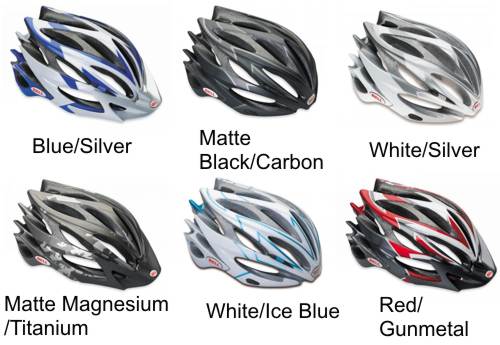 Blue/Silver
Matte
Black/Carbon
White/Silver
Matte Magnesium
/Titanium
White/Ice Blue
Red/
Gunmetal